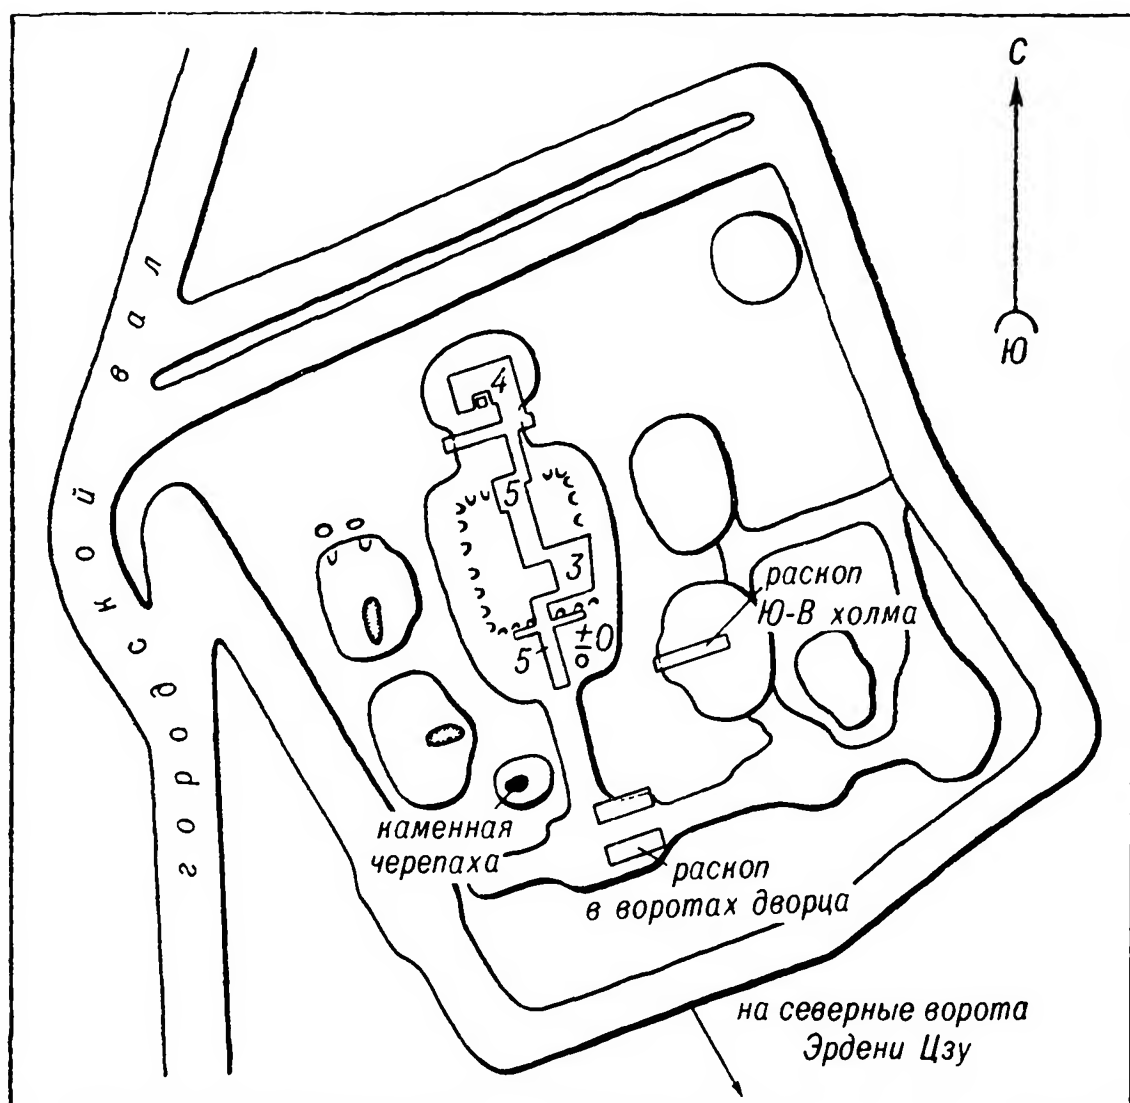 С
Ю
городской вал
4
5
3
5
±0
раскоп
Ю-В холма
каменная
черепаха
раскоп
в воротах дворца
на северные ворота
Эрдени Цзу